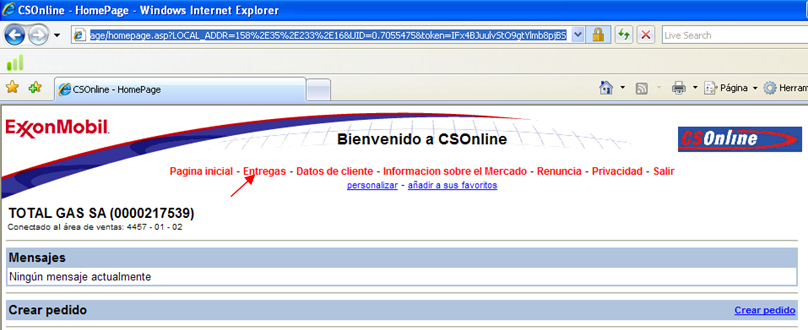 CSOnline - HomePage - Windows Internet Explorer
age/homepage.asp?LOCAL_ADDR=158%2E35%2E233%2E16&UID=0.7055475&token=IFx4BJuulvStO9gtYlmb8pjBS
Live Search
CSOnline - HomePage
Página
Herram
ExxonMobil
Bienvenido a CSOnline
CSOnline
Pagina inicial - Entregas - Datos de cliente - Informacion sobre el Mercado - Renuncia - Privacidad - Salir
personalizar - añadir a sus favoritos
TOTAL GAS SA (0000217539)
Conectado al área de ventas: 4457 - 01 - 02
Mensajes
Ningún mensaje actualmente
Crear pedido
Crear pedido